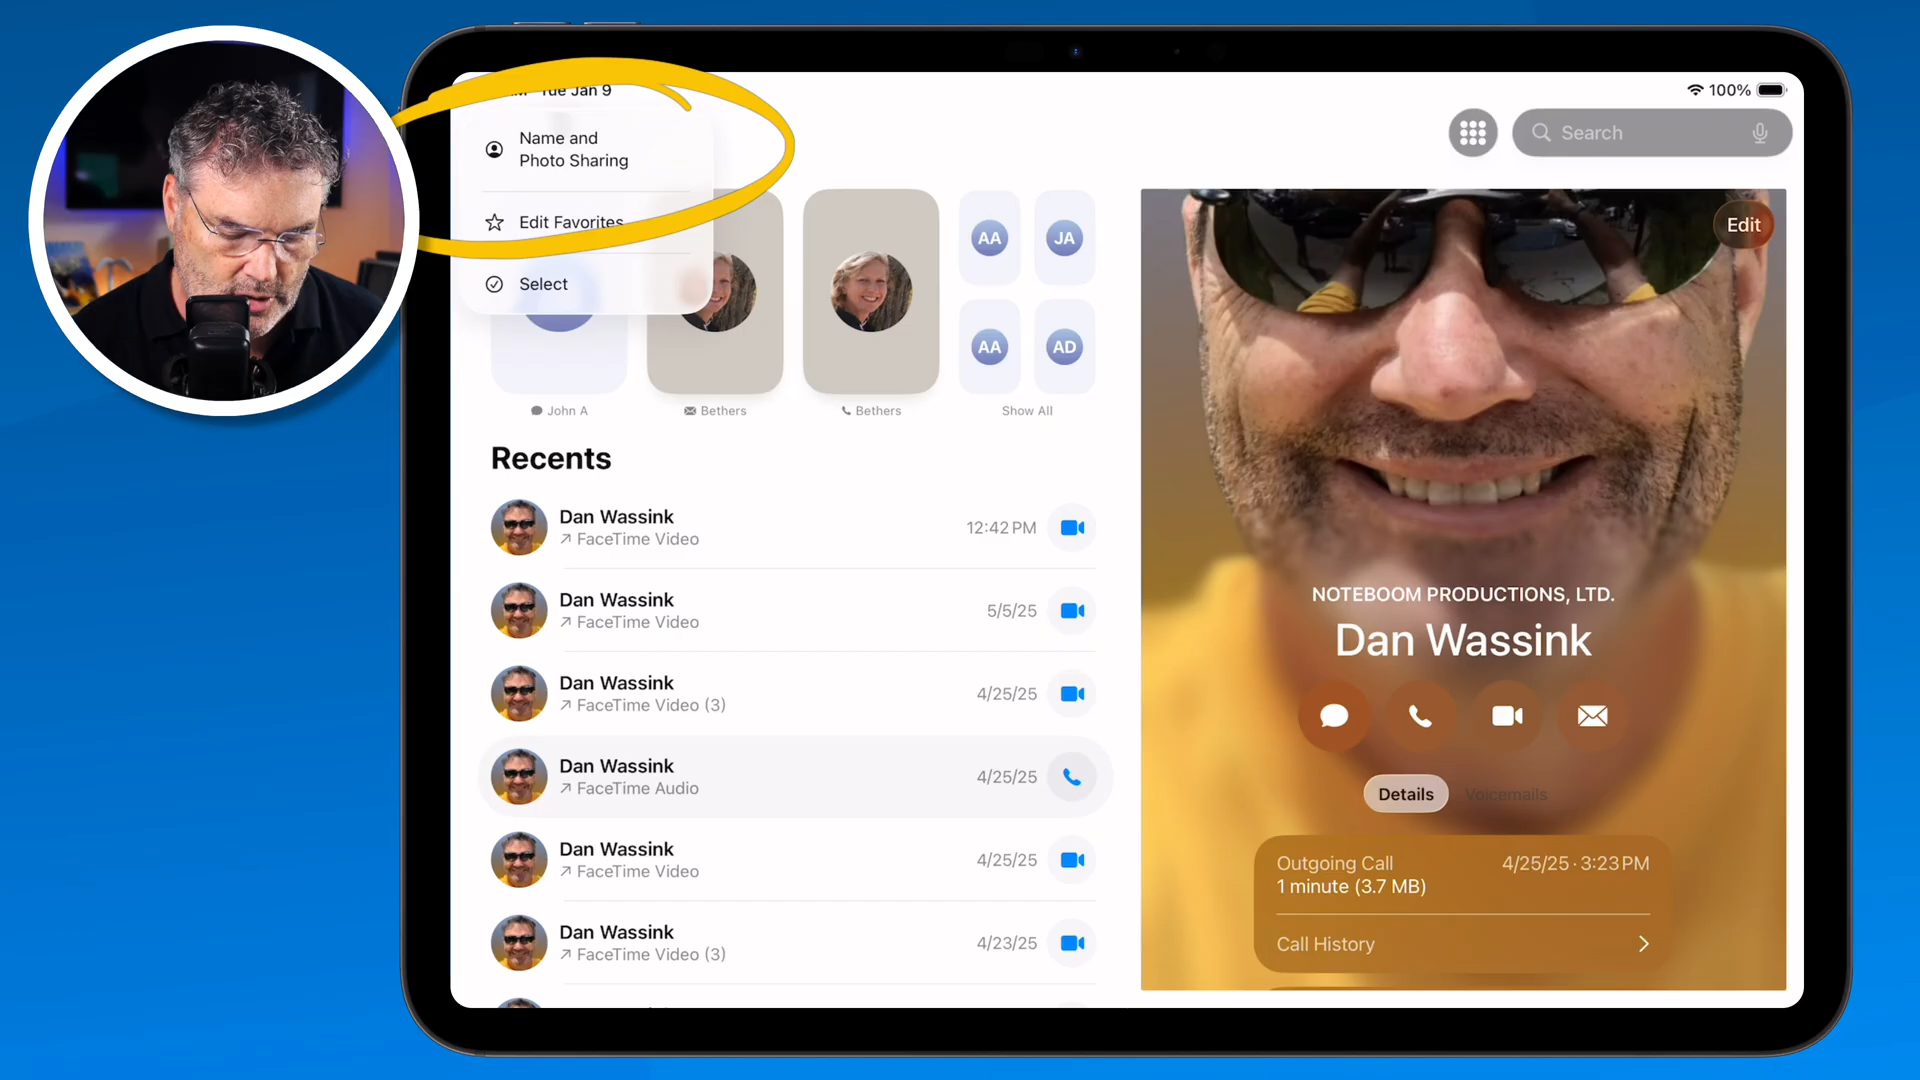 Tue Jan 9
100%
Name and
Photo Sharing
Edit Favorites
Select
Search
AA
JA
AA
AD
John A
Bethers
Bethers
Show All
Edit
Recents
Dan Wassink
FaceTime Video
12:42 PM
Dan Wassink
FaceTime Video
5/5/25
Dan Wassink
FaceTime Video (3)
4/25/25
Dan Wassink
FaceTime Audio
4/25/25
Dan Wassink
FaceTime Video
4/25/25
Dan Wassink
FaceTime Video (3)
4/23/25
NOTEBOOM PRODUCTIONS, LTD.
Dan Wassink
Details
Voicemails
Outgoing Call
4/25/25 · 3:23 PM
1 minute (3.7 MB)
Call History